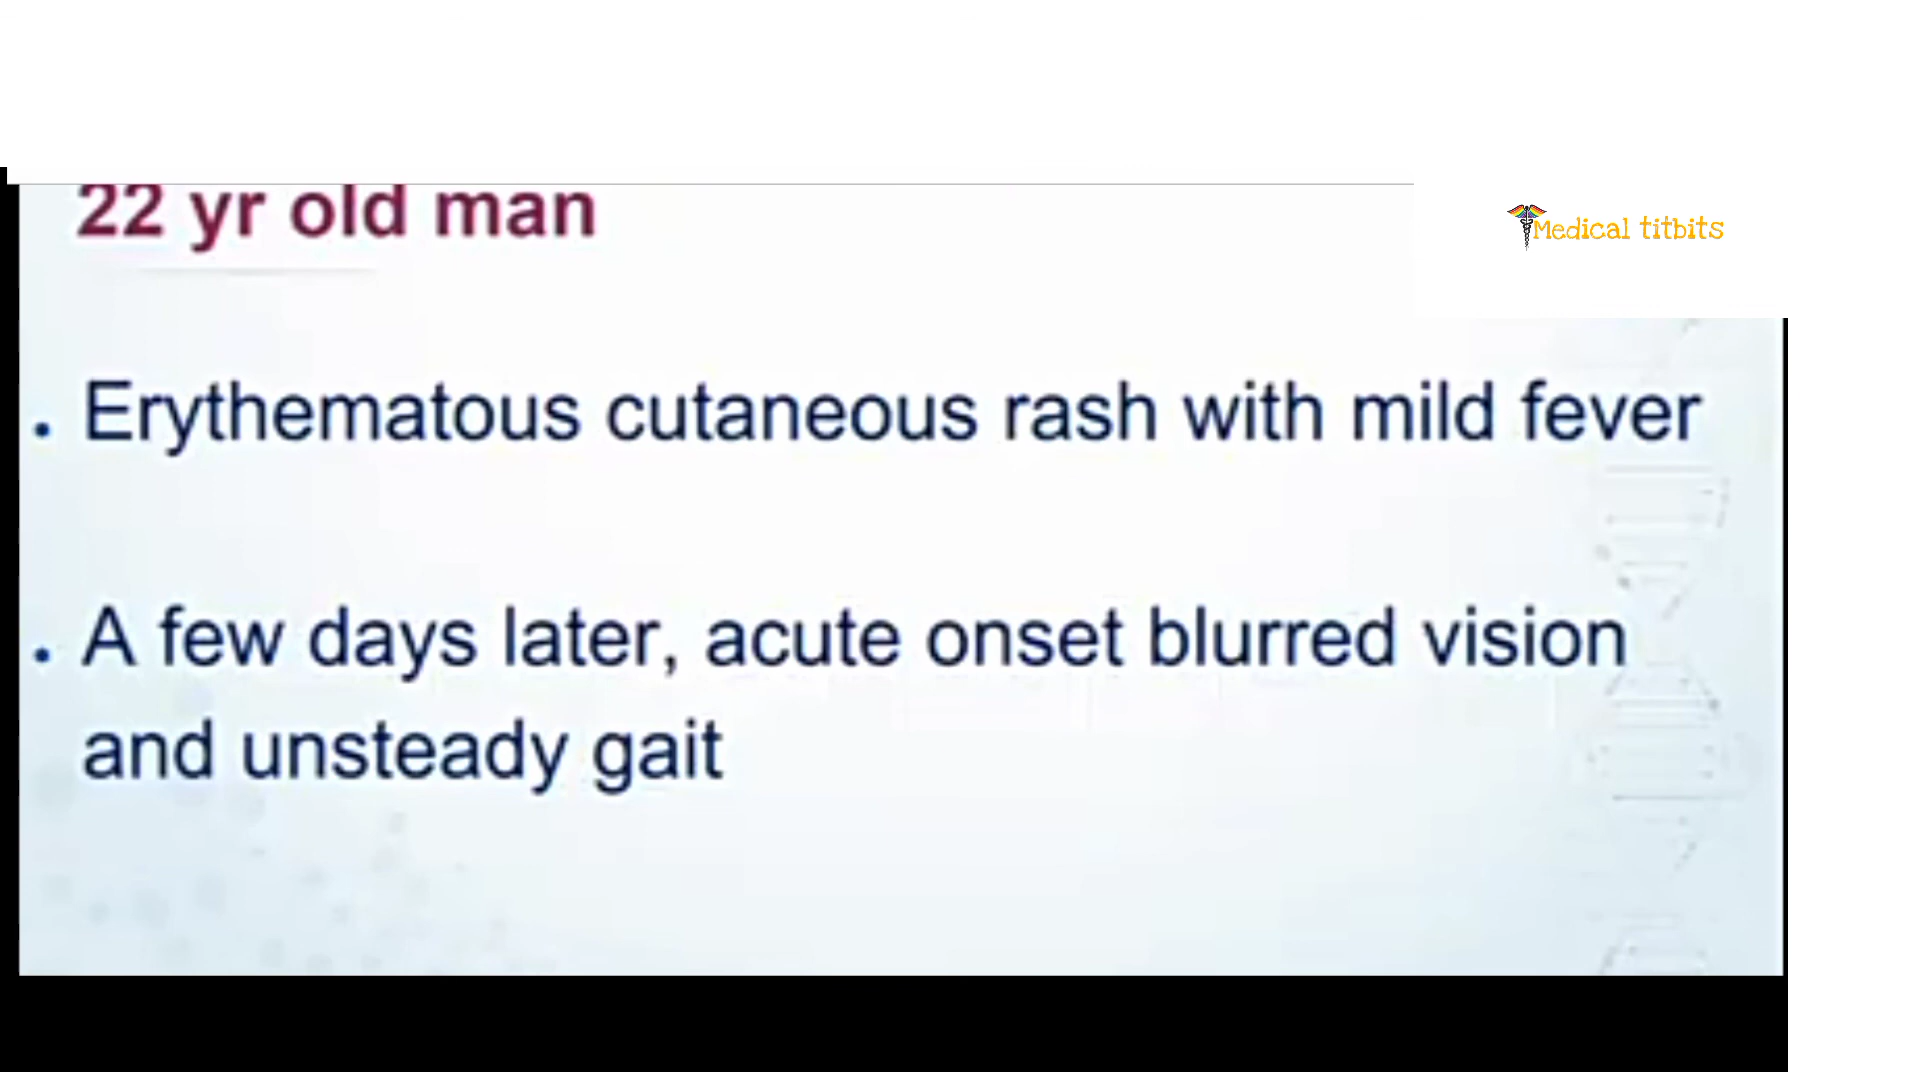 22 yr old man
Medical titbits
. Erythematous cutaneous rash with mild fever
. A few days later, acute onset blurred vision
and unsteady gait